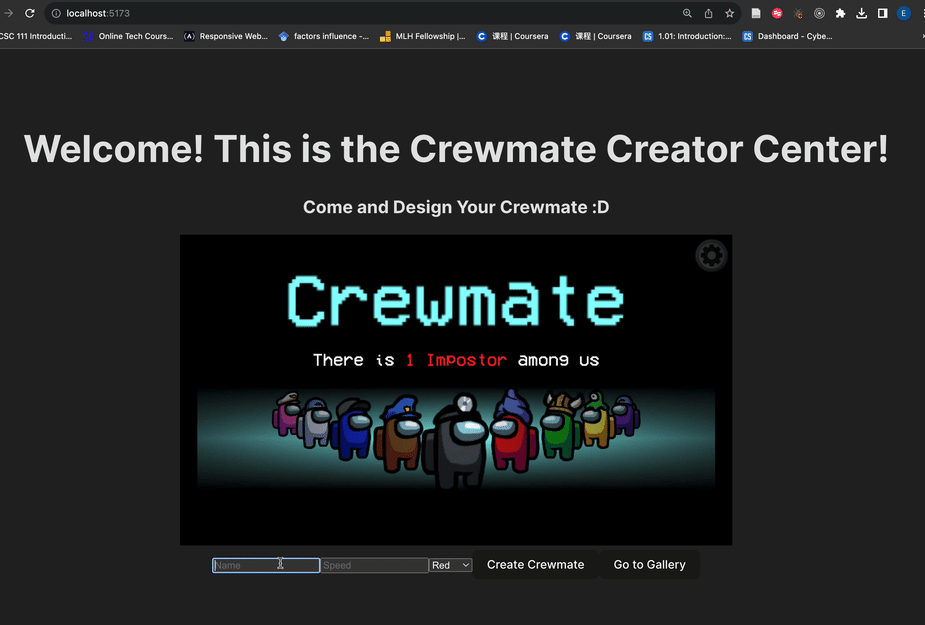 localhost:5173
E
CSC 111 Introducti...
Online Tech Cours...
Responsive Web...
factors influence –...
MLH Fellowship |...
课程 | Coursera
课程 | Coursera
1.01: Introduction:...
Dashboard - Cybe...
Welcome! This is the Crewmate Creator Center!
Come and Design Your Crewmate :D
Crewmate
There is 1 Impostor among us
Name
Speed
Red
Create Crewmate
Go to Gallery